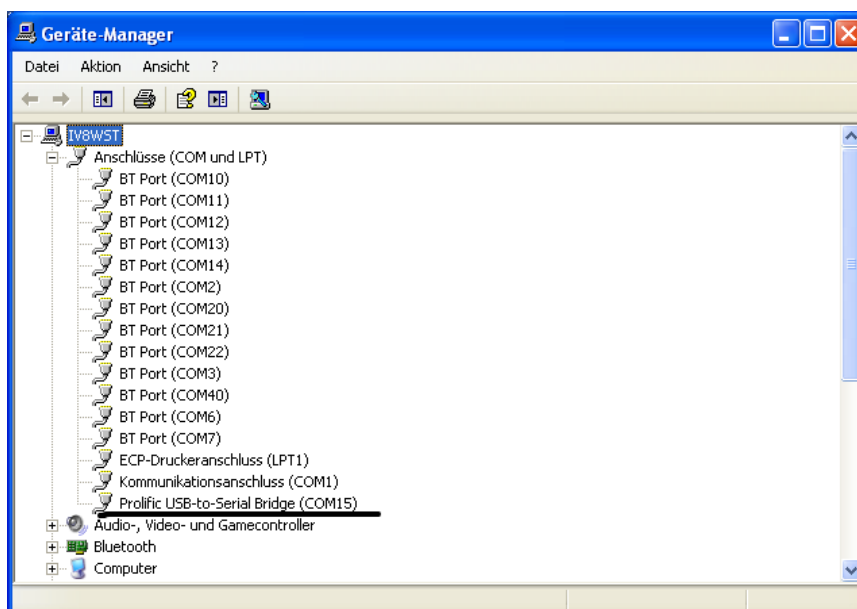 Geräte-Manager
Datei Aktion Ansicht ?
IV8WST
Anschlüsse (COM und LPT)
BT Port (COM10)
BT Port (COM11)
BT Port (COM12)
BT Port (COM13)
BT Port (COM14)
BT Port (COM2)
BT Port (COM20)
BT Port (COM21)
BT Port (COM22)
BT Port (COM3)
BT Port (COM40)
BT Port (COM6)
BT Port (COM7)
ECP-Druckeranschluss (LPT1)
Kommunikationsanschluss (COM1)
Prolific USB-to-Serial Bridge (COM15)
Audio-, Video- und Gamecontroller
Bluetooth
Computer